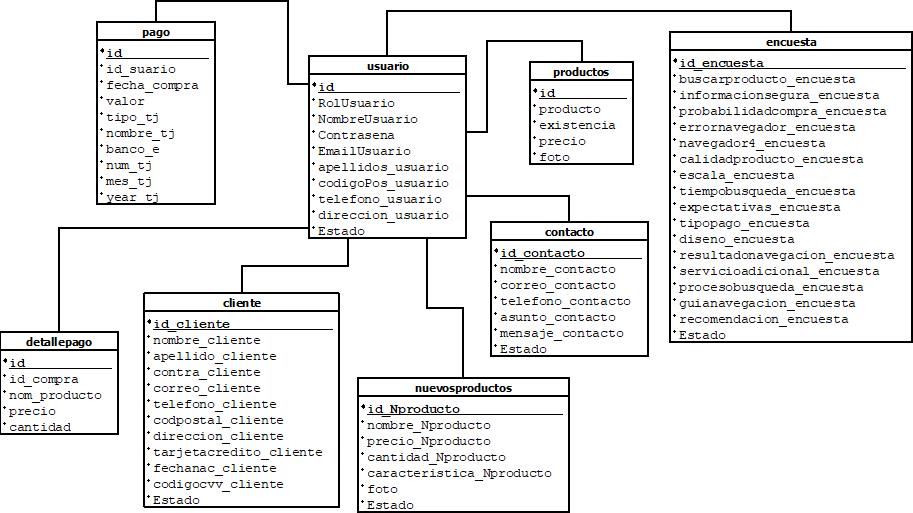 pago
id
id_suario
fecha_compra
valor
tipo_tj
nombre_tj
banco_e
num_tj
mes_tj
year_tj
usuario
id
RolUsuario
NombreUsuario
Contrasena
EmailUsuario
apellidos_usuario
codigoPos_usuario
telefono_usuario
direccion_usuario
Estado
productos
id
producto
existencia
precio
foto
encuesta
id_encuesta
buscarproducto_encuesta
informacionsegura_encuesta
probabilidadcompra_encuesta
errornavegador_encuesta
navegador4_encuesta
calidadproducto_encuesta
escala_encuesta
tiempobusqueda_encuesta
expectativas_encuesta
tipopago_encuesta
diseno_encuesta
resultadonavegacion_encuesta
servicioadicional_encuesta
procesobusqueda_encuesta
guianavegacion_encuesta
recomendacion_encuesta
Estado
contacto
id_contacto
nombre_contacto
correo_contacto
telefono_contacto
asunto_contacto
mensaje_contacto
Estado
detallepago
id
id_compra
nom_producto
precio
cantidad
cliente
id_cliente
nombre_cliente
apellido_cliente
contra_cliente
correo_cliente
telefono_cliente
codpostal_cliente
direccion_cliente
tarjetacredito_cliente
fechanac_cliente
codigocvv_cliente
Estado
nuevosproductos
id_Nproducto
nombre_Nproducto
precio_Nproducto
cantidad_Nproducto
caracteristica_Nproducto
foto
Estado